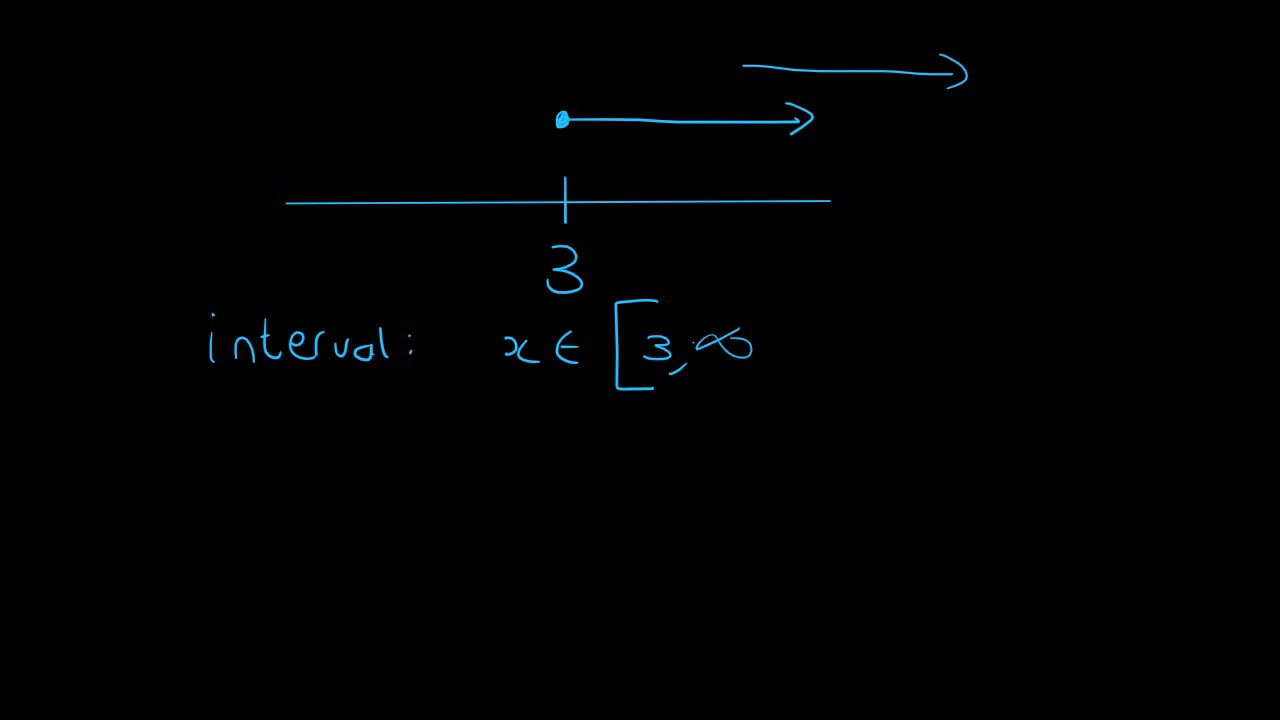 3
interval: x ∈ [3,∞